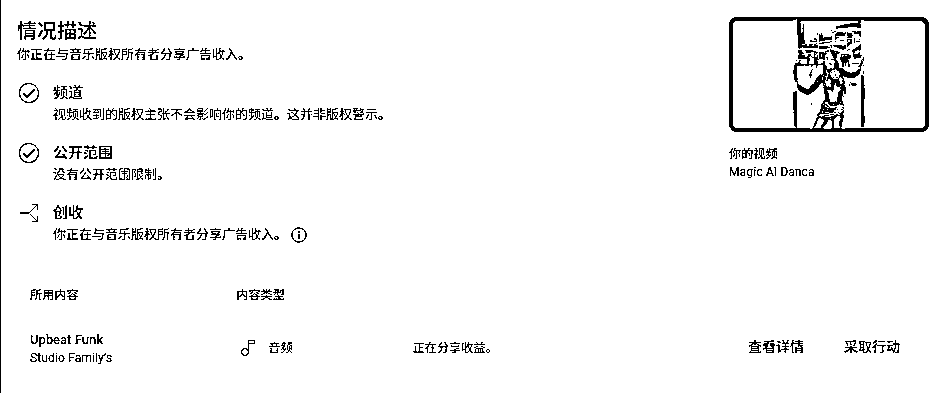 情况描述
你正在与音乐版权所有者分享广告收入。
频道
视频收到的版权主张不会影响你的频道。这并非版权警示。
公开范围
没有公开范围限制。
创收
你正在与音乐版权所有者分享广告收入。
你的视频
Magic AI Danca
所用内容 内容类型
Upbeat Funk
Studio Family's
音频 正在分享收益。 查看详情 采取行动